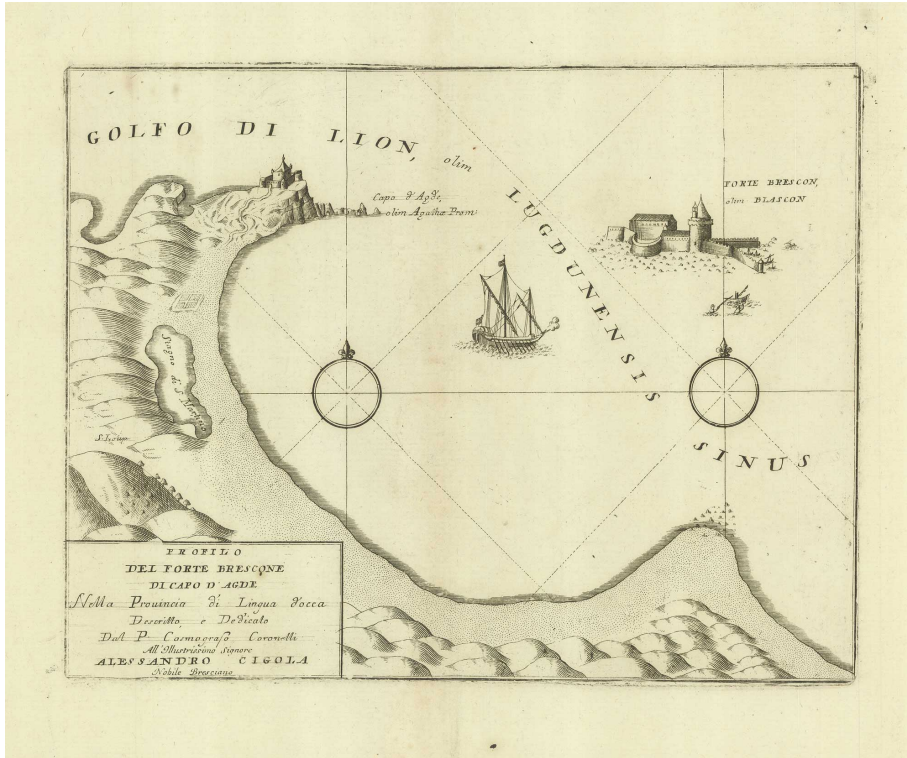 GOLFO DI LION, olim
LUGDUNENSIS
SINUS
Capo d'Agde,
olim Agathæ Prom:
FORTE BRESCON,
olim BLASCON
Stagno di S. Martino
PROFILO
DEL FORTE BRESCONE
DI CAPO D'AGDE
Nella Prouincia di Lingua d'occa
Descritto e Dedicato
Dal P. Cosmografo Coronelli
All'Illustrissimo Signore
ALESSANDRO CIGOLA
Nobile Bresciano